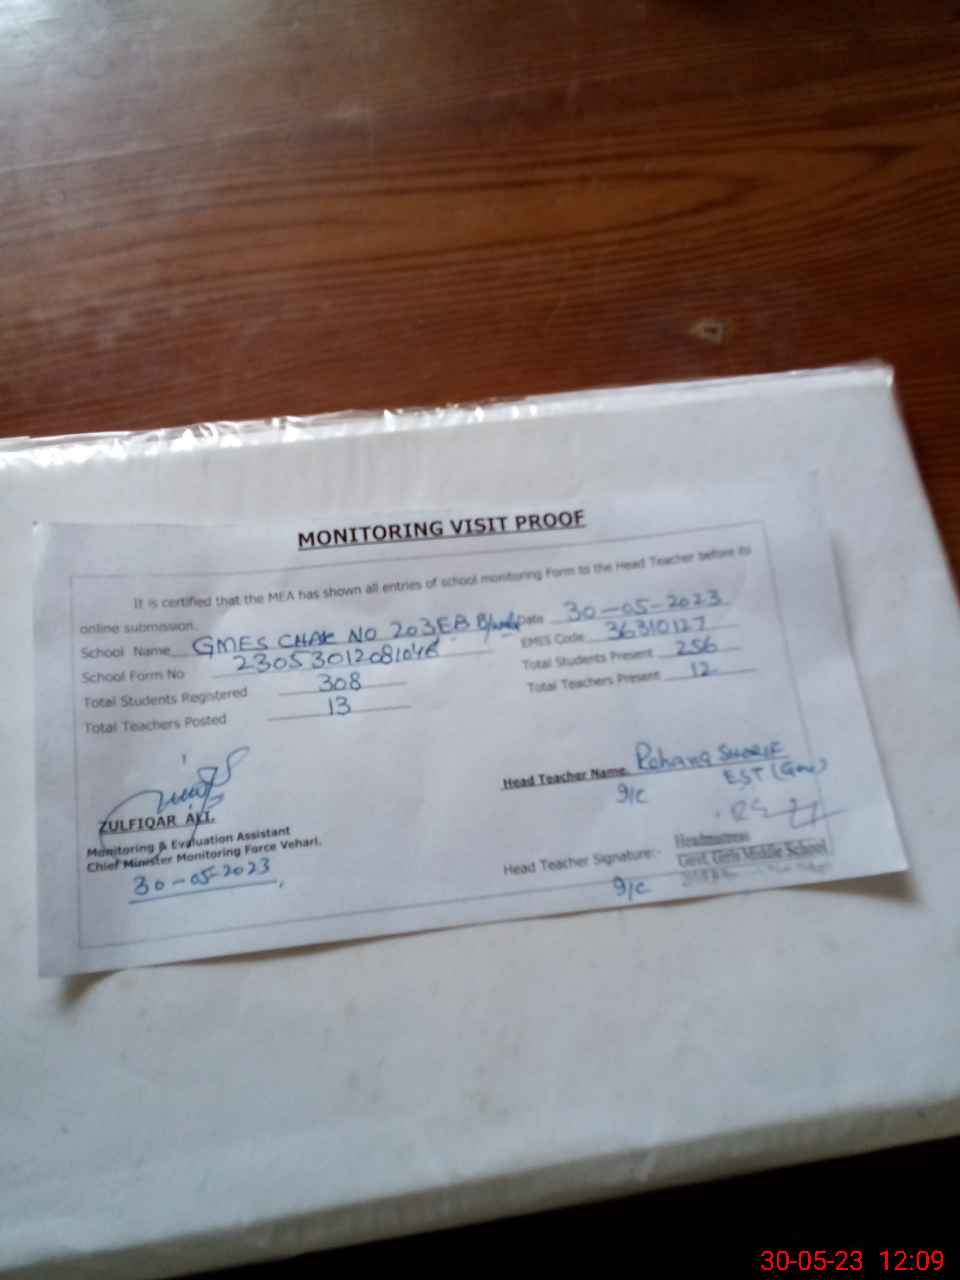 MONITORING VISIT PROOF
It is certified that the MEA has shown all entries of school monitoring Form to the Head Teacher before its
online submission.
School Name GMES CHAK NO 203EB Date 30-05-2023
School Form No 230530120810 EMES Code 36310127
Total Students Registered 308 Total Students Present 256
Total Teachers Posted 13 Total Teachers Present 12
ZULFIQAR ALI,
Monitoring & Evaluation Assistant
Chief Minister Monitoring Force Vehari.
30-05-2023
Head Teacher Name. SHARIF
EST
I/C
Head Teacher Signature:-
I/C
Headmistress
Govt. Girls Middle School
30-05-23 12:09